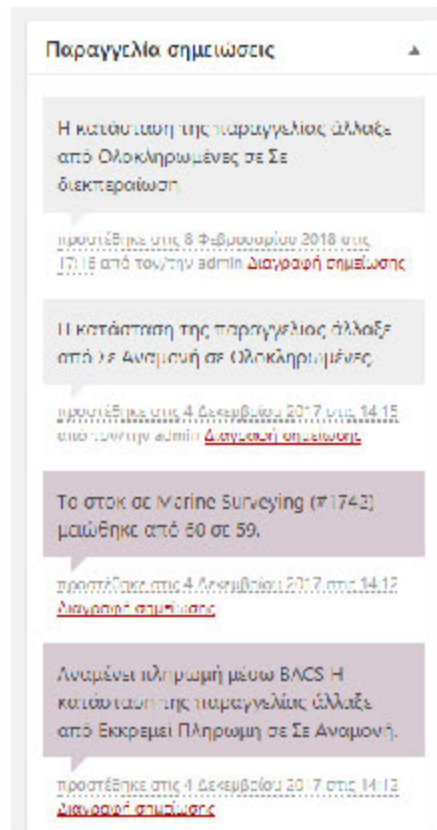 Παραγγελία σημειώσεις
Η κατάσταση της παραγγελίας άλλαξε
από Ολοκληρωμένες σε Σε
διεκπεραίωση.
προστέθηκε στις 8 Φεβρουαρίου 2018 στις
17:18 από τον/την admin Διαγραφή σημείωσης
Η κατάσταση της παραγγελίας άλλαξε
από Σε Αναμονή σε Ολοκληρωμένες.
προστέθηκε στις 4 Δεκεμβρίου 2017 στις 14:15
από τον/την admin Διαγραφή σημείωσης
Το στοκ σε Marine Surveying (#1742)
μειώθηκε από 60 σε 59.
προστέθηκε στις 4 Δεκεμβρίου 2017 στις 14:12
Διαγραφή σημείωσης
Αναμένει πληρωμή μέσω BACS Η
κατάσταση της παραγγελίας άλλαξε
από Εκκρεμεί Πληρωμή σε Σε Αναμονή.
προστέθηκε στις 4 Δεκεμβρίου 2017 στις 14:12
Διαγραφή σημείωσης